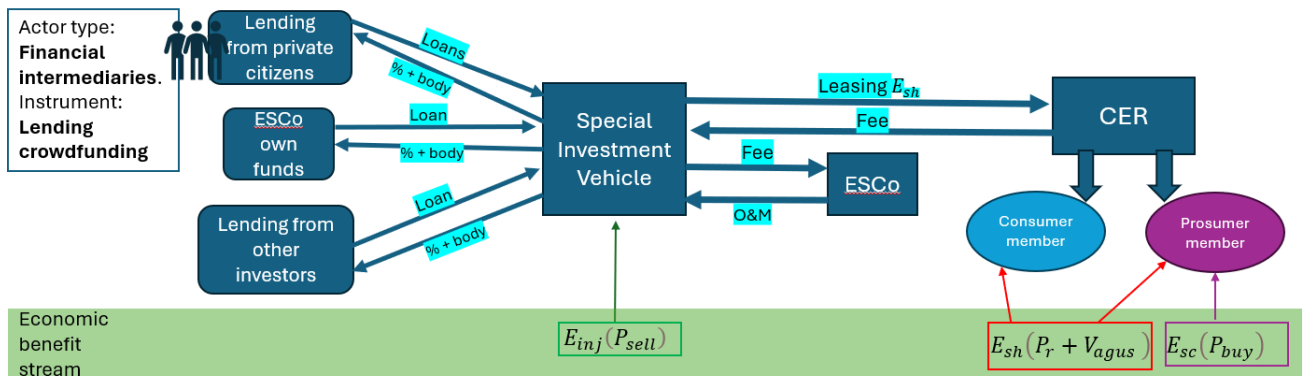 Actor type:
Financial
intermediaries.
Instrument:
Lending
crowdfunding
Lending
from private
citizens
Loans
% + body
ESCo
own
funds
Loan
% + body
Lending from
other
investors
Loan
% + body
Special
Investment
Vehicle
Leasing E_sh
Fee
Fee
O&M
ESCo
CER
Consumer
member
Prosumer
member
Economic
benefit
stream
E_inj(P_sell)
E_sh(P_r + V_agus)
E_sc(P_buy)